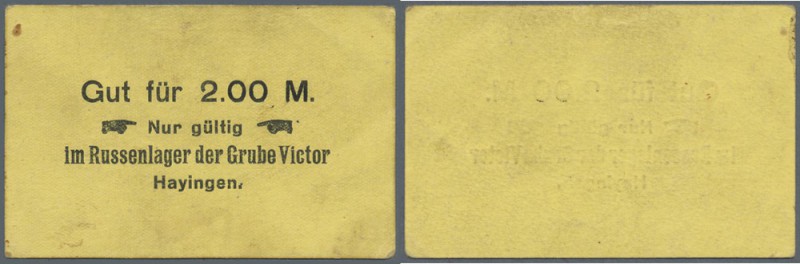 Gut für 2.00 M.
Nur gültig
im Russenlager der Grube Victor
Hayingen.